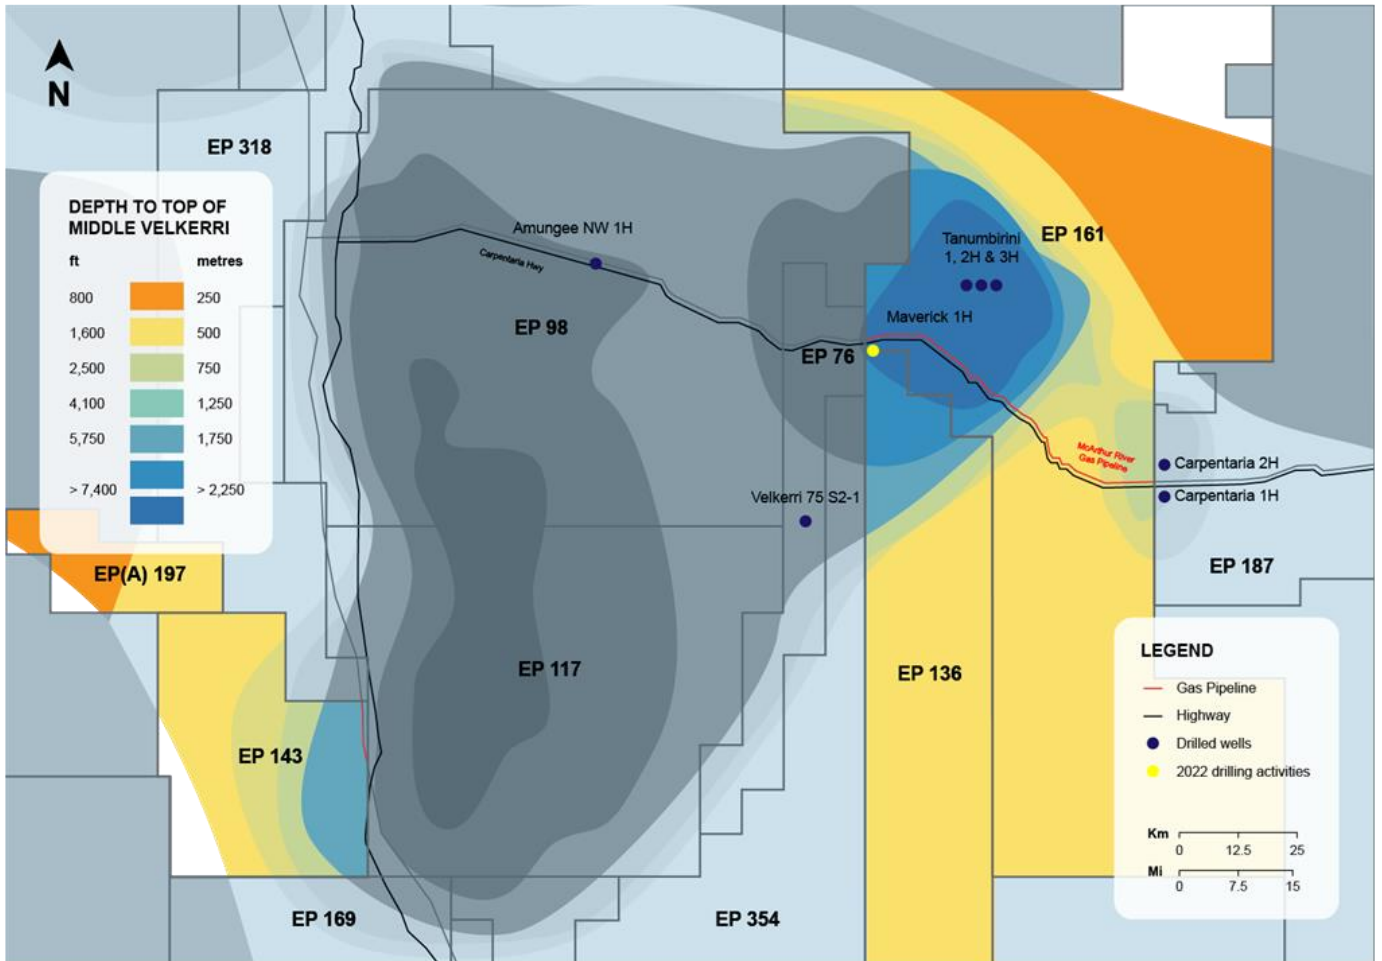 N
EP 318
DEPTH TO TOP OF
MIDDLE VELKERRI
ft metres
800 250
1,600 500
2,500 750
4,100 1,250
5,750 1,750
> 7,400 > 2,250
Amungee NW 1H
Carpentaria Hwy
EP 98
Tanumbirini
1, 2H & 3H
EP 161
Maverick 1H
EP 76
McArthur River
Gas Pipeline
Carpentaria 2H
Carpentaria 1H
Velkerri 75 S2-1
EP(A) 197
EP 187
EP 117
EP 136
EP 143
EP 169
EP 354
LEGEND
Gas Pipeline
Highway
Drilled wells
2022 drilling activities
Km
0 12.5 25
Mi
0 7.5 15